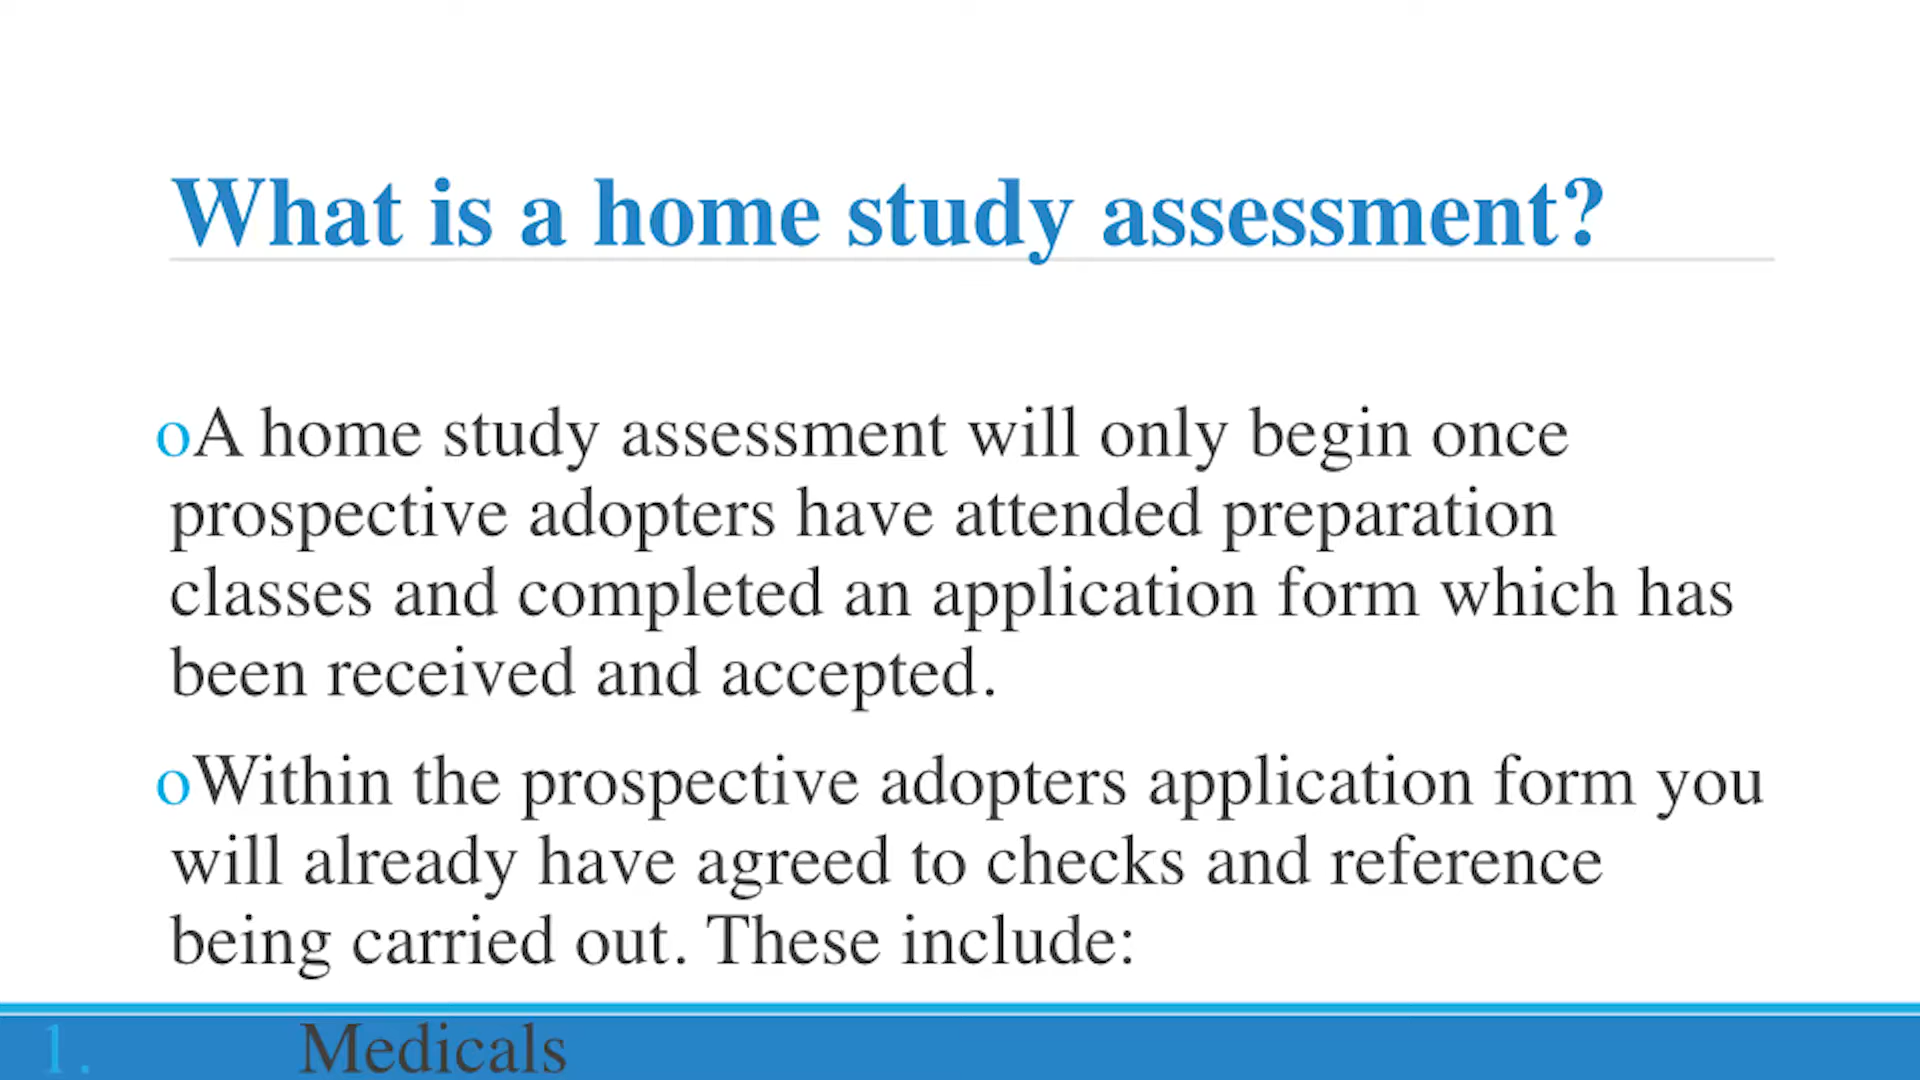 What is a home study assessment?
oA home study assessment will only begin once
prospective adopters have attended preparation
classes and completed an application form which has
been received and accepted.
oWithin the prospective adopters application form you
will already have agreed to checks and reference
being carried out. These include:
1. Medicals